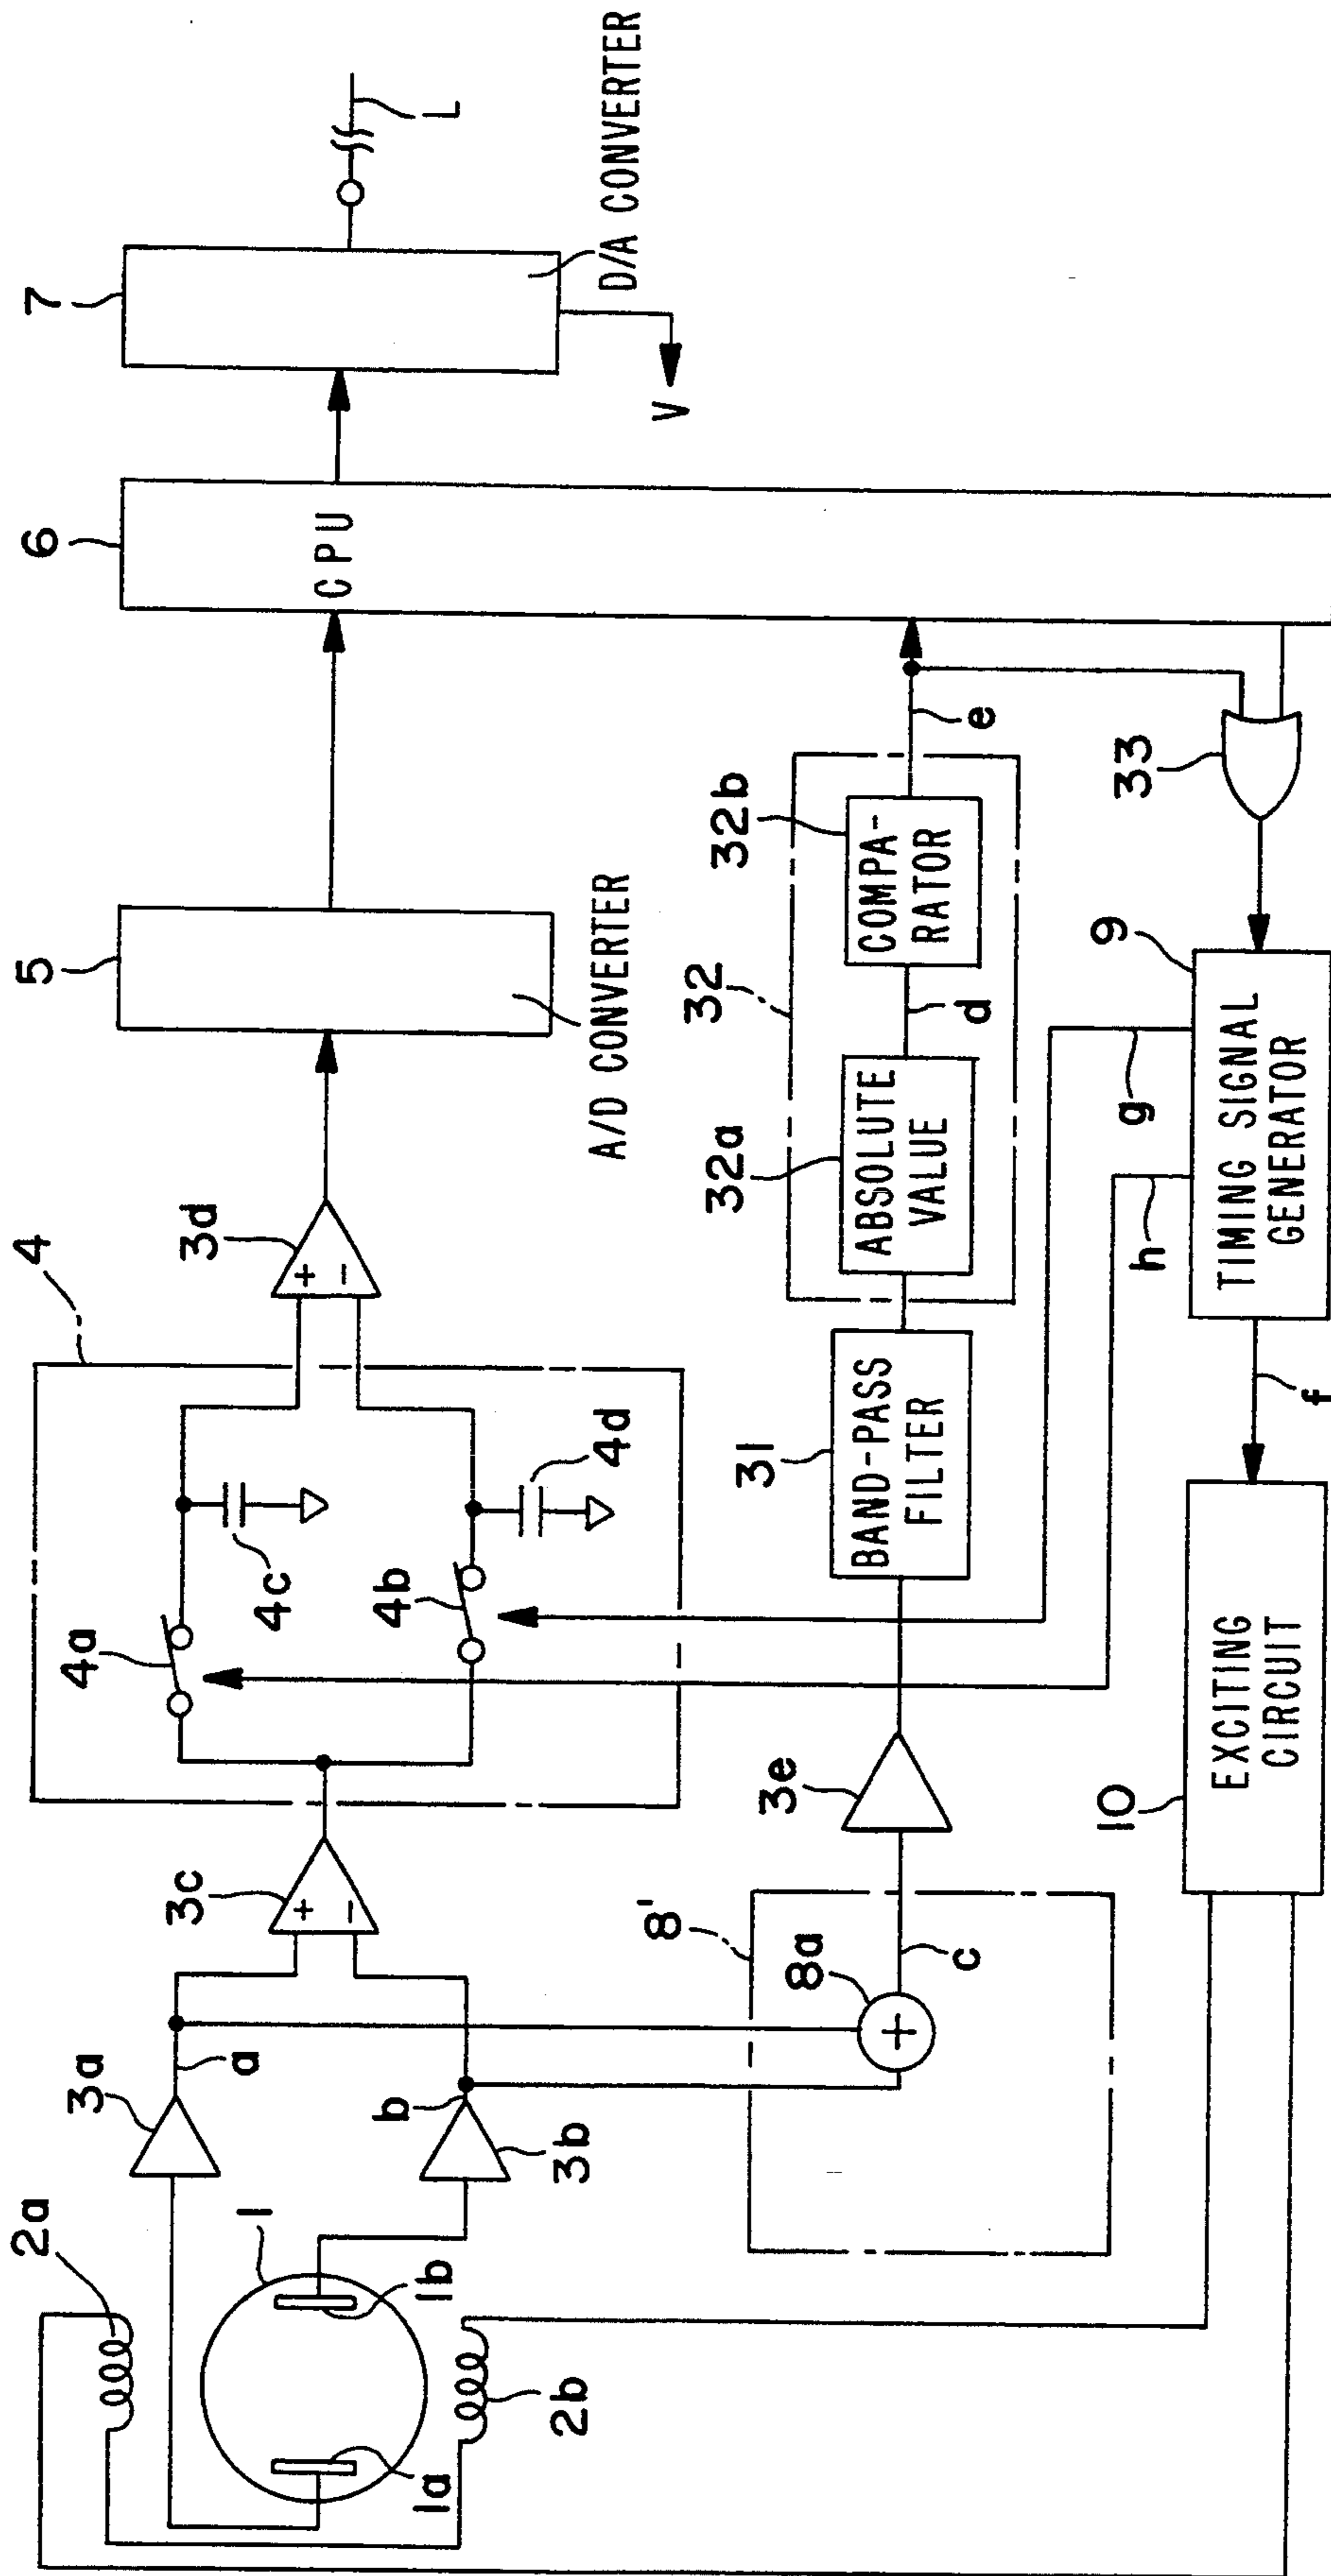 2a
3a
a
1
1a
1b
2b
b
3b
3c
+
−
4
4a
4b
4c
4d
3d
+
−
5
A/D CONVERTER
6
CPU
7
D/A CONVERTER
L
V
8'
8a
+
c
3e
31
BAND-PASS
FILTER
32
32a
ABSOLUTE
VALUE
d
32b
COMPA-
RATOR
e
33
9
TIMING SIGNAL
GENERATOR
g
h
f
10
EXCITING
CIRCUIT